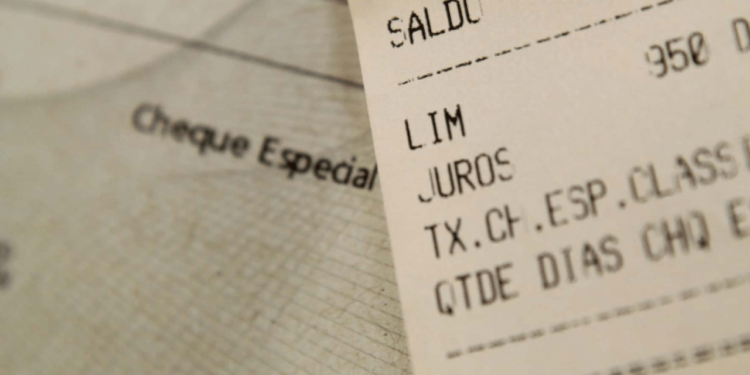 Cheque Especial
SALDO
950 D
LIM
JUROS
TX.CH.ESP.CLASS
QTDE DIAS CHQ E